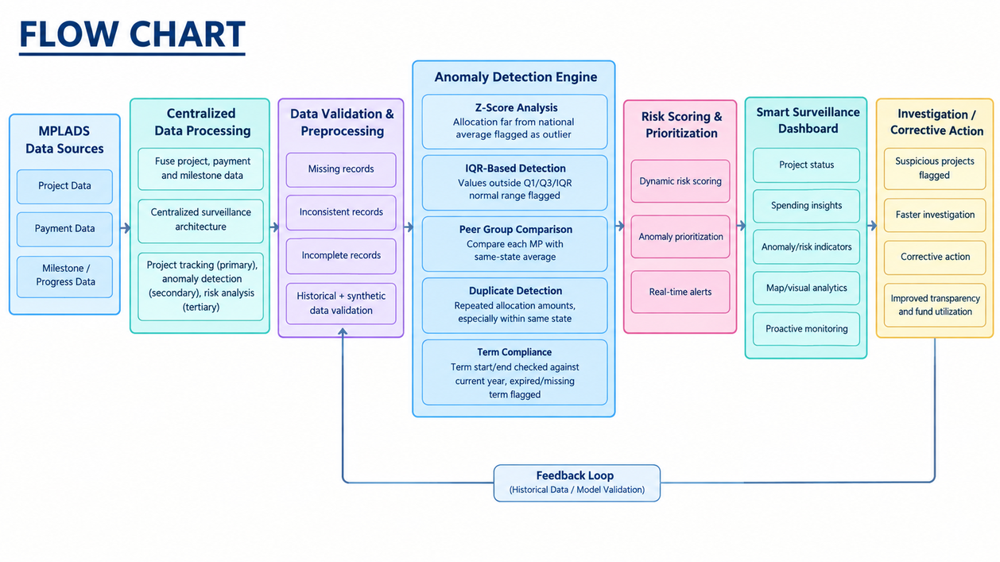 FLOW CHART
MPLADS
Data Sources
Project Data
Payment Data
Milestone /
Progress Data
Centralized
Data Processing
Fuse project, payment
and milestone data
Centralized surveillance
architecture
Project tracking (primary),
anomaly detection
(secondary), risk analysis
(tertiary)
Data Validation &
Preprocessing
Missing records
Inconsistent records
Incomplete records
Historical + synthetic
data validation
Anomaly Detection Engine
Z-Score Analysis
Allocation far from national
average flagged as outlier
IQR-Based Detection
Values outside Q1/Q3/IQR
normal range flagged
Peer Group Comparison
Compare each MP with
same-state average
Duplicate Detection
Repeated allocation amounts,
especially within same state
Term Compliance
Term start/end checked against
current year, expired/missing
term flagged
Risk Scoring &
Prioritization
Dynamic risk scoring
Anomaly prioritization
Real-time alerts
Smart Surveillance
Dashboard
Project status
Spending insights
Anomaly/risk indicators
Map/visual analytics
Proactive monitoring
Investigation /
Corrective Action
Suspicious projects
flagged
Faster investigation
Corrective action
Improved transparency
and fund utilization
Feedback Loop
(Historical Data / Model Validation)